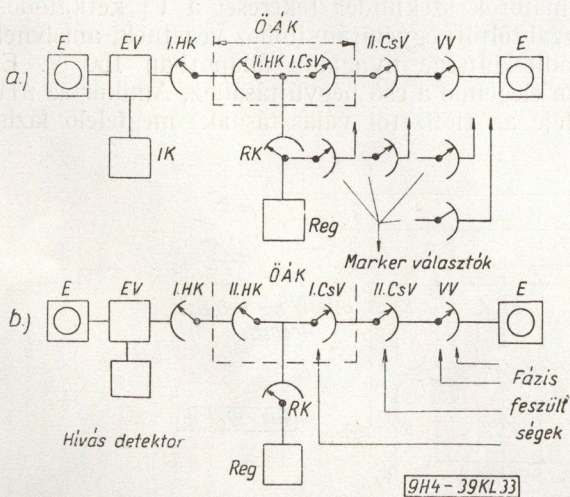 ÖÁK
E EV I.HK II.HK I.CsV II.CsV VV E
a.)
IK
RK
Reg
Marker választók
ÖÁK
E EV I.HK II.HK I.CsV II.CsV VV E
b.)
Fázis
feszült
ségek
RK
Hívás detektor
Reg
9H4-39KL33